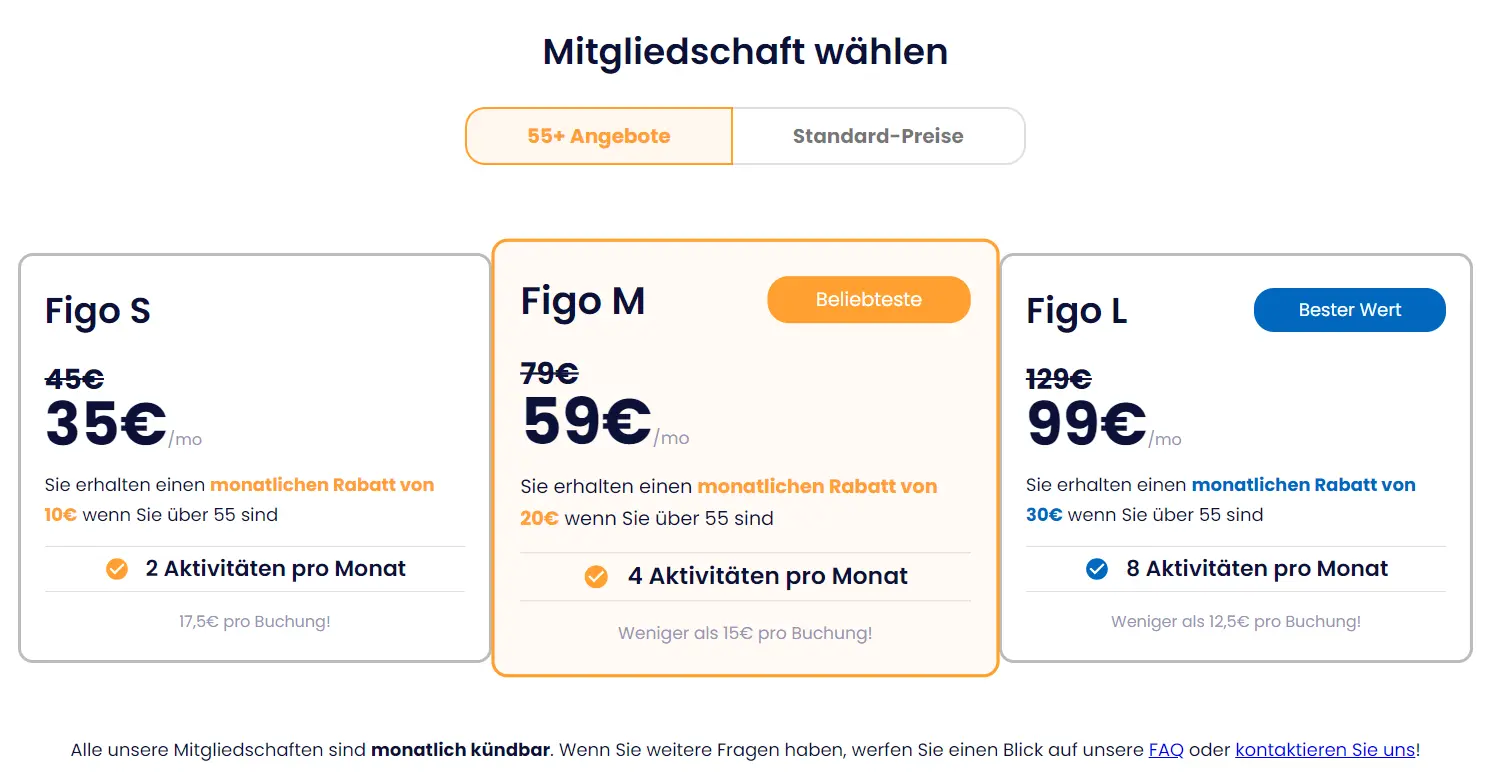 Mitgliedschaft wählen
55+ Angebote
Standard-Preise
Figo S
45€
35€/mo
Sie erhalten einen monatlichen Rabatt von
10€ wenn Sie über 55 sind
2 Aktivitäten pro Monat
17,5€ pro Buchung!
Figo M
Beliebteste
79€
59€/mo
Sie erhalten einen monatlichen Rabatt von
20€ wenn Sie über 55 sind
4 Aktivitäten pro Monat
Weniger als 15€ pro Buchung!
Figo L
Bester Wert
129€
99€/mo
Sie erhalten einen monatlichen Rabatt von
30€ wenn Sie über 55 sind
8 Aktivitäten pro Monat
Weniger als 12,5€ pro Buchung!
Alle unsere Mitgliedschaften sind monatlich kündbar. Wenn Sie weitere Fragen haben, werfen Sie einen Blick auf unsere FAQ oder kontaktieren Sie uns!